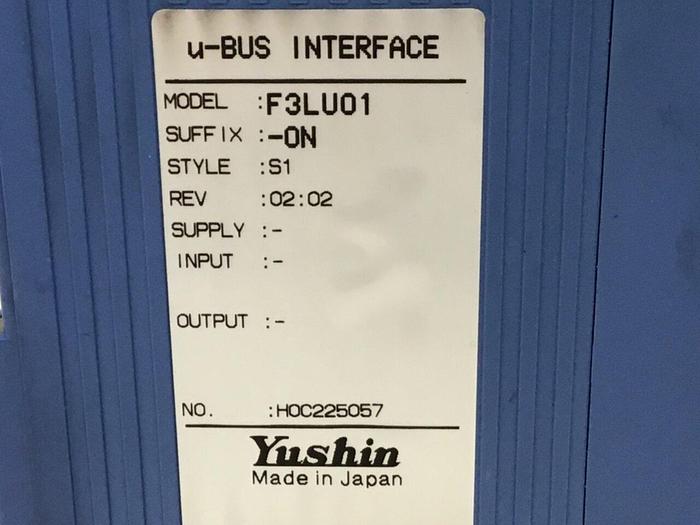 u-BUS INTERFACE
MODEL :F3LU01
SUFFIX :-0N
STYLE :S1
REV :02:02
SUPPLY :-
INPUT :-
OUTPUT :-
NO. :H0C225057
Yushin
Made in Japan